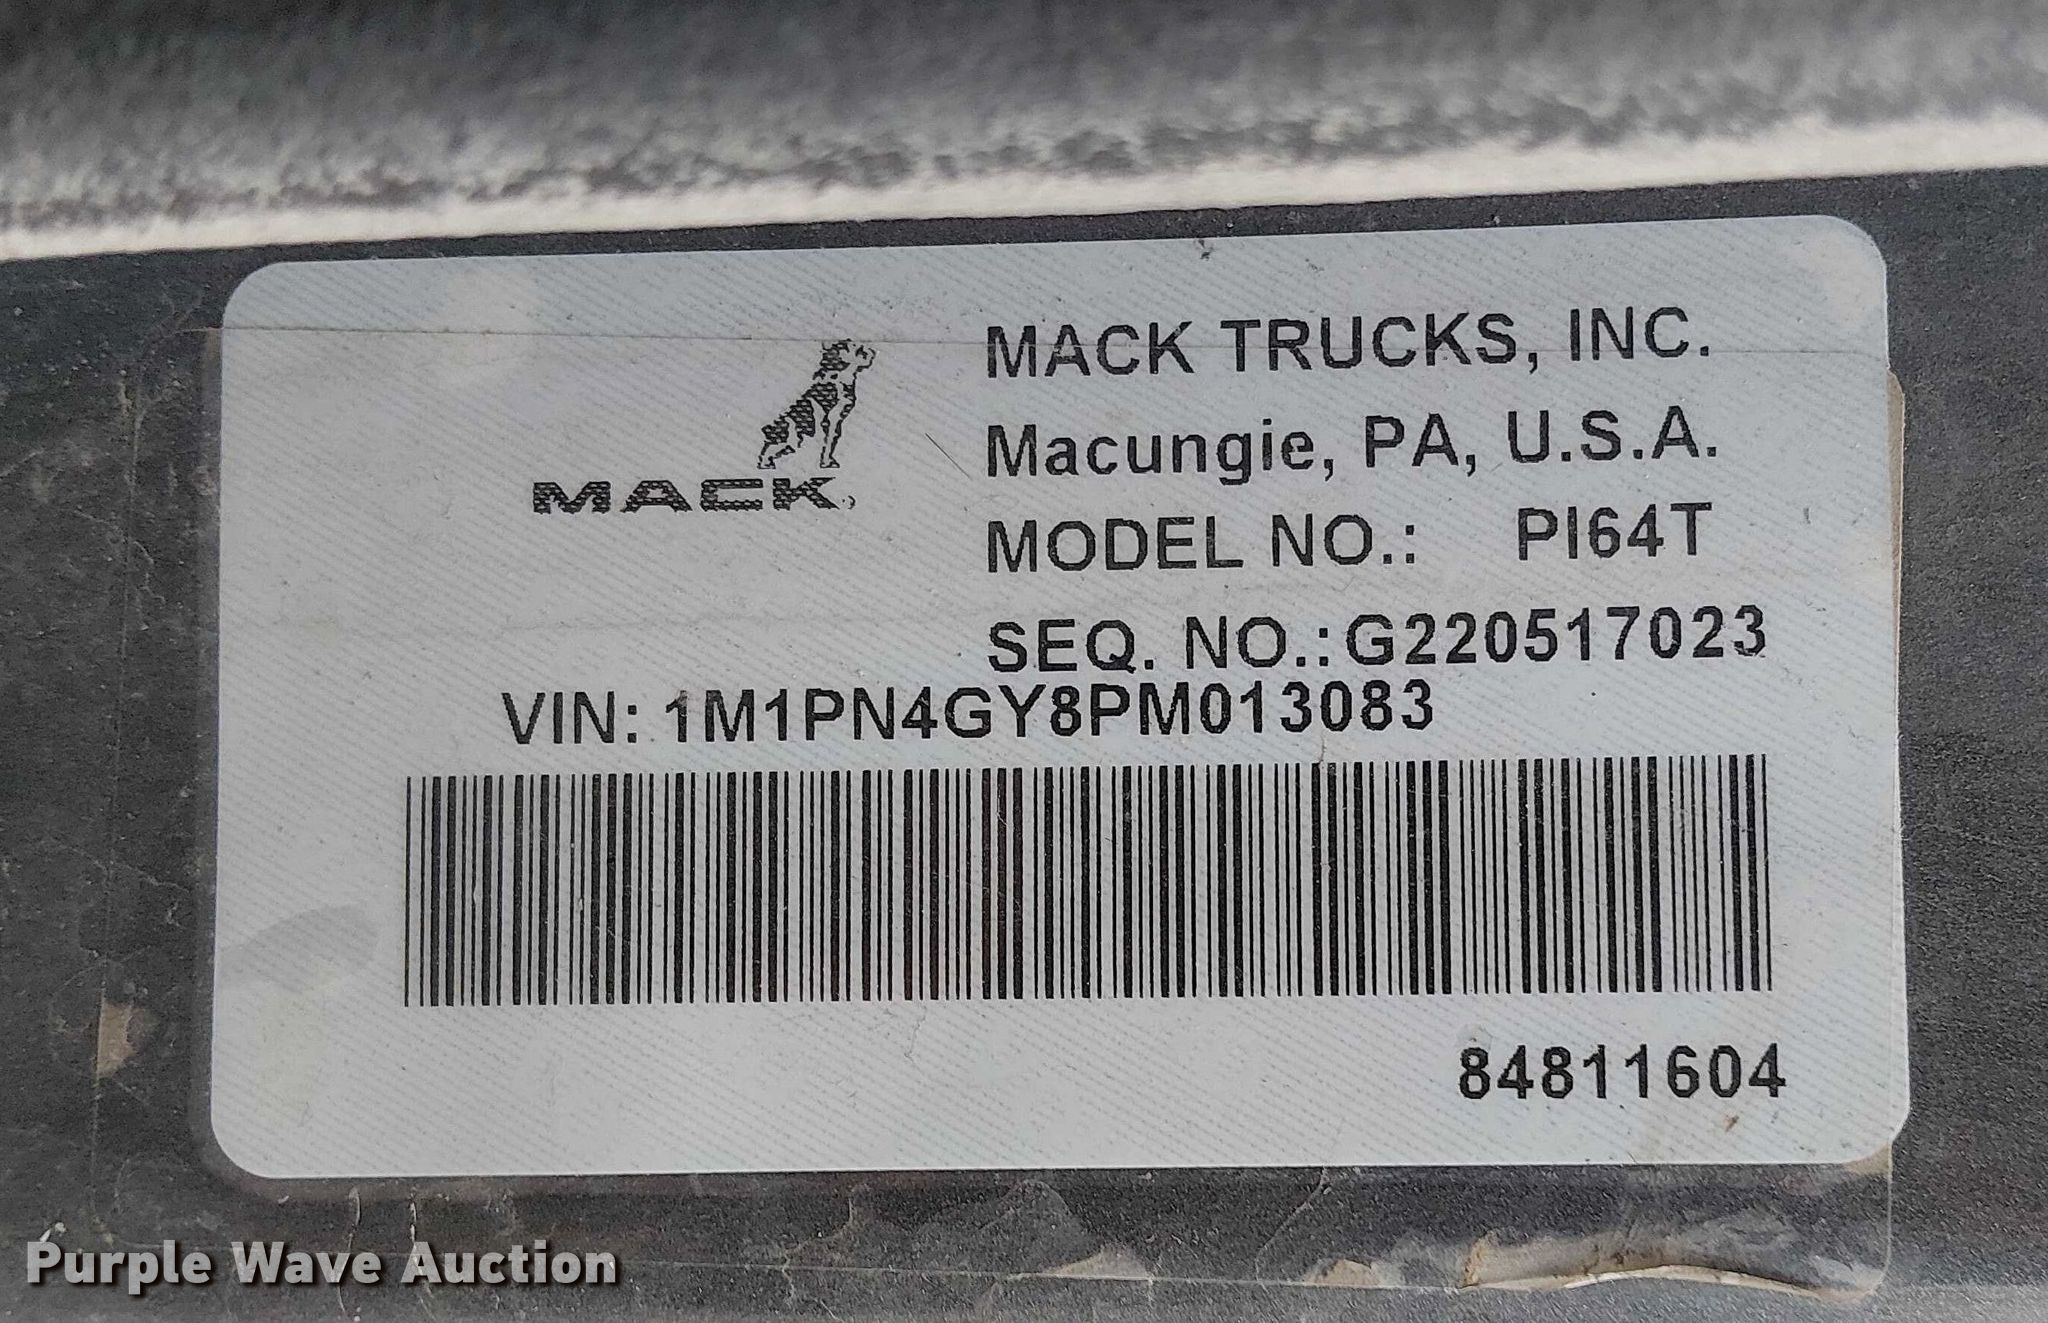 MACK TRUCKS, INC.
Macungie, PA, U.S.A.
MACK
MODEL NO.: PI64T
SEQ. NO.:G220517023
VIN: 1M1PN4GY8PM013083
84811604
Purple Wave Auction